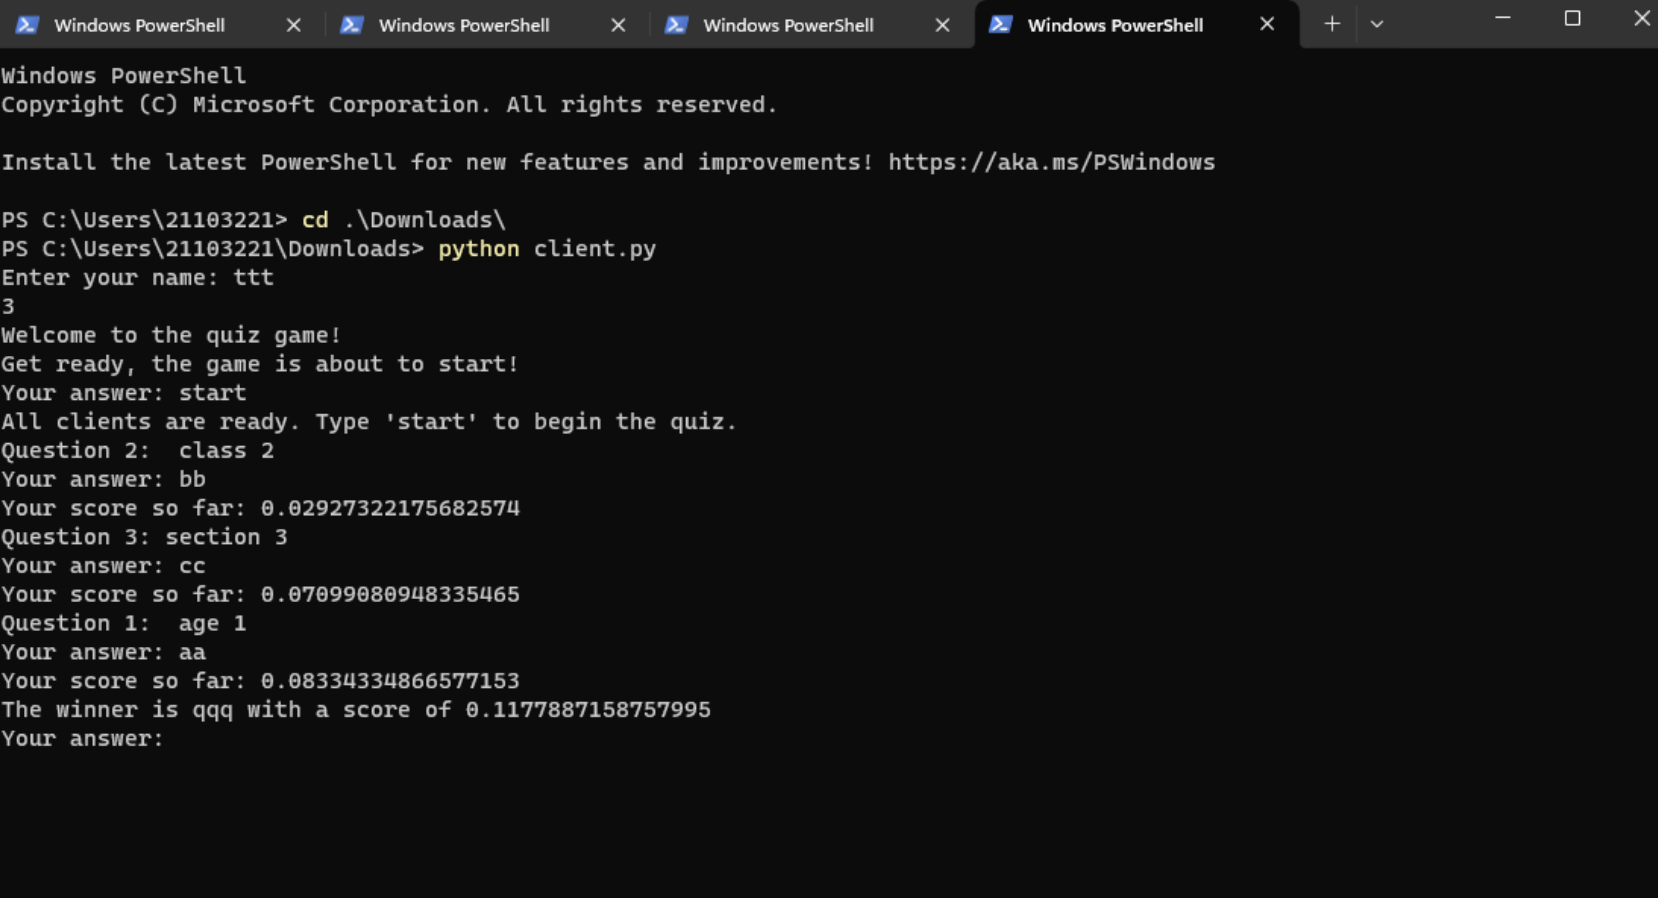 Windows PowerShell
Windows PowerShell
Windows PowerShell
Windows PowerShell
Windows PowerShell
Copyright (C) Microsoft Corporation. All rights reserved.
Install the latest PowerShell for new features and improvements! https://aka.ms/PSWindows
PS C:\Users\21103221> cd .\Downloads\
PS C:\Users\21103221\Downloads> python client.py
Enter your name: ttt
3
Welcome to the quiz game!
Get ready, the game is about to start!
Your answer: start
All clients are ready. Type 'start' to begin the quiz.
Question 2:  class 2
Your answer: bb
Your score so far: 0.02927322175682574
Question 3: section 3
Your answer: cc
Your score so far: 0.07099080948335465
Question 1:  age 1
Your answer: aa
Your score so far: 0.08334334866577153
The winner is qqq with a score of 0.1177887158757995
Your answer: